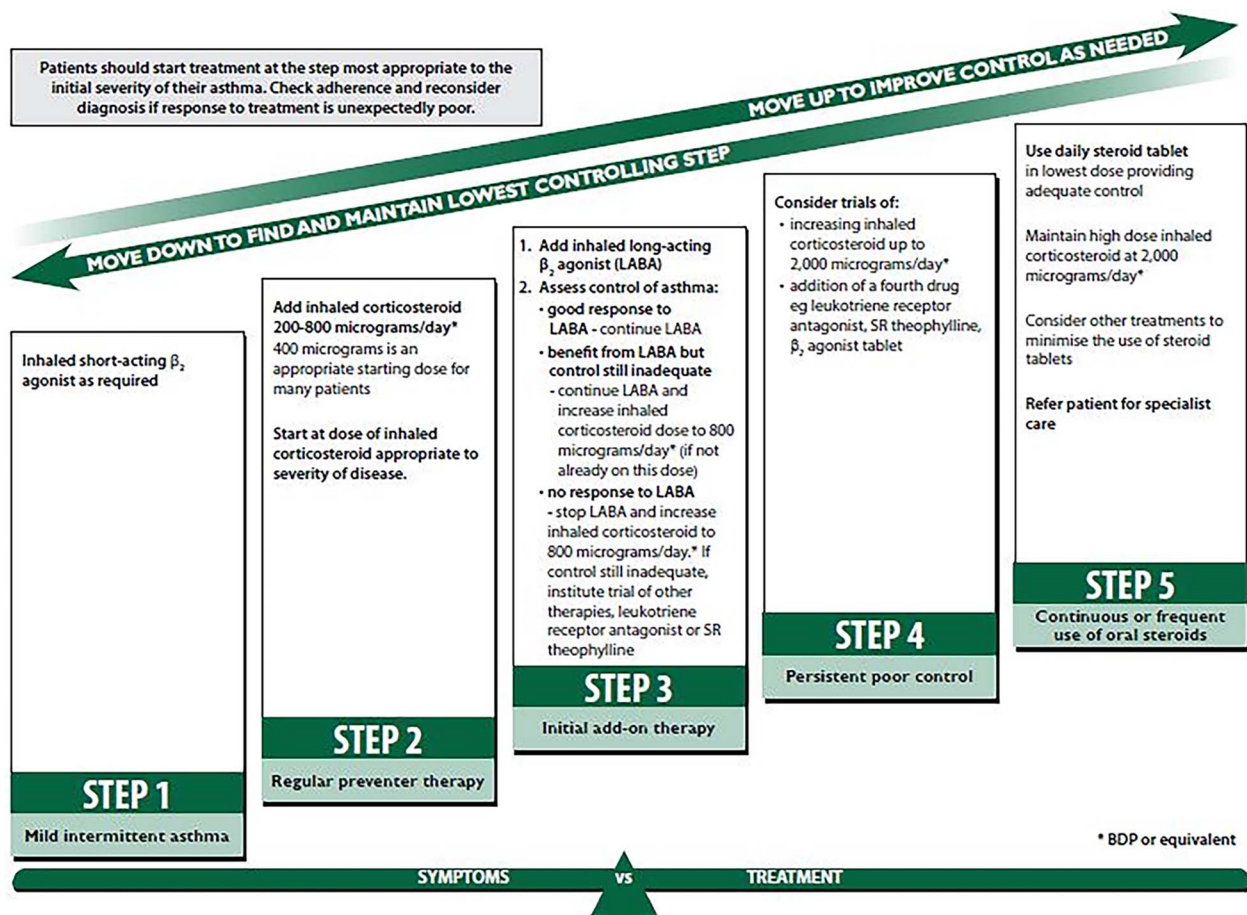 Patients should start treatment at the step most appropriate to the
initial severity of their asthma. Check adherence and reconsider
diagnosis if response to treatment is unexpectedly poor.
MOVE UP TO IMPROVE CONTROL AS NEEDED
MOVE DOWN TO FIND AND MAINTAIN LOWEST CONTROLLING STEP
Inhaled short-acting β₂
agonist as required
STEP 1
Mild intermittent asthma
Add inhaled corticosteroid
200-800 micrograms/day*
400 micrograms is an
appropriate starting dose for
many patients
Start at dose of inhaled
corticosteroid appropriate to
severity of disease.
STEP 2
Regular preventer therapy
1. Add inhaled long-acting
β₂ agonist (LABA)
2. Assess control of asthma:
• good response to
LABA - continue LABA
• benefit from LABA but
control still inadequate
- continue LABA and
increase inhaled
corticosteroid dose to 800
micrograms/day* (if not
already on this dose)
• no response to LABA
- stop LABA and increase
inhaled corticosteroid to
800 micrograms/day.* If
control still inadequate,
institute trial of other
therapies, leukotriene
receptor antagonist or SR
theophylline
STEP 3
Initial add-on therapy
Consider trials of:
• increasing inhaled
corticosteroid up to
2,000 micrograms/day*
• addition of a fourth drug
eg leukotriene receptor
antagonist, SR theophylline,
β₂ agonist tablet
STEP 4
Persistent poor control
Use daily steroid tablet
in lowest dose providing
adequate control
Maintain high dose inhaled
corticosteroid at 2,000
micrograms/day*
Consider other treatments to
minimise the use of steroid
tablets
Refer patient for specialist
care
STEP 5
Continuous or frequent
use of oral steroids
* BDP or equivalent
SYMPTOMS vs TREATMENT